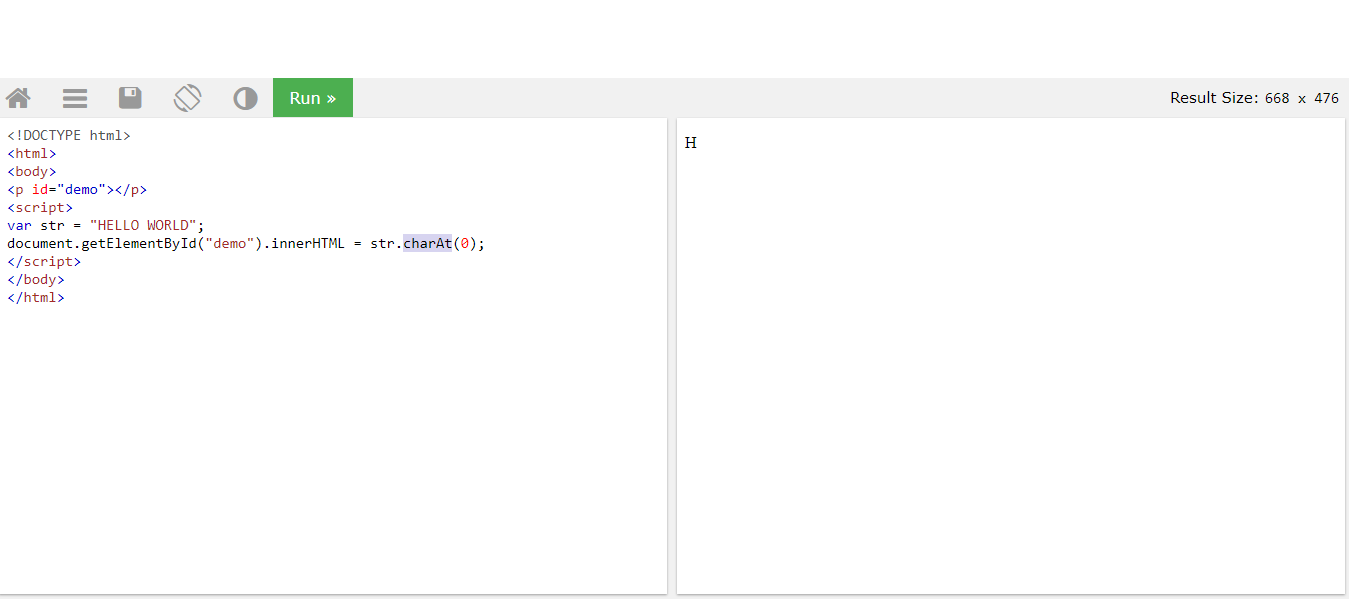 Run »
Result Size: 668 x 476
<!DOCTYPE html>
<html>
<body>
<p id="demo"></p>
<script>
var str = "HELLO WORLD";
document.getElementById("demo").innerHTML = str.charAt(0);
</script>
</body>
</html>
H